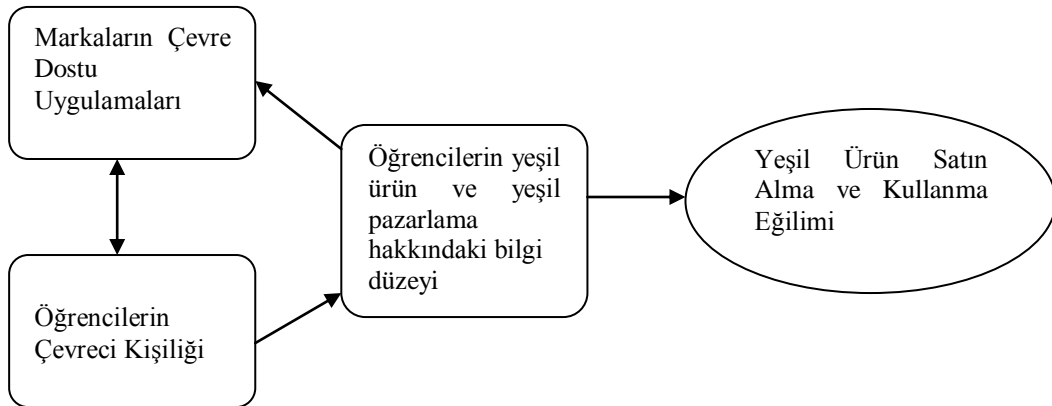 Markaların Çevre
Dostu
Uygulamaları
Öğrencilerin yeşil
ürün ve yeşil
pazarlama
hakkındaki bilgi
düzeyi
Yeşil Ürün Satın
Alma ve Kullanma
Eğilimi
Öğrencilerin
Çevreci Kişiliği